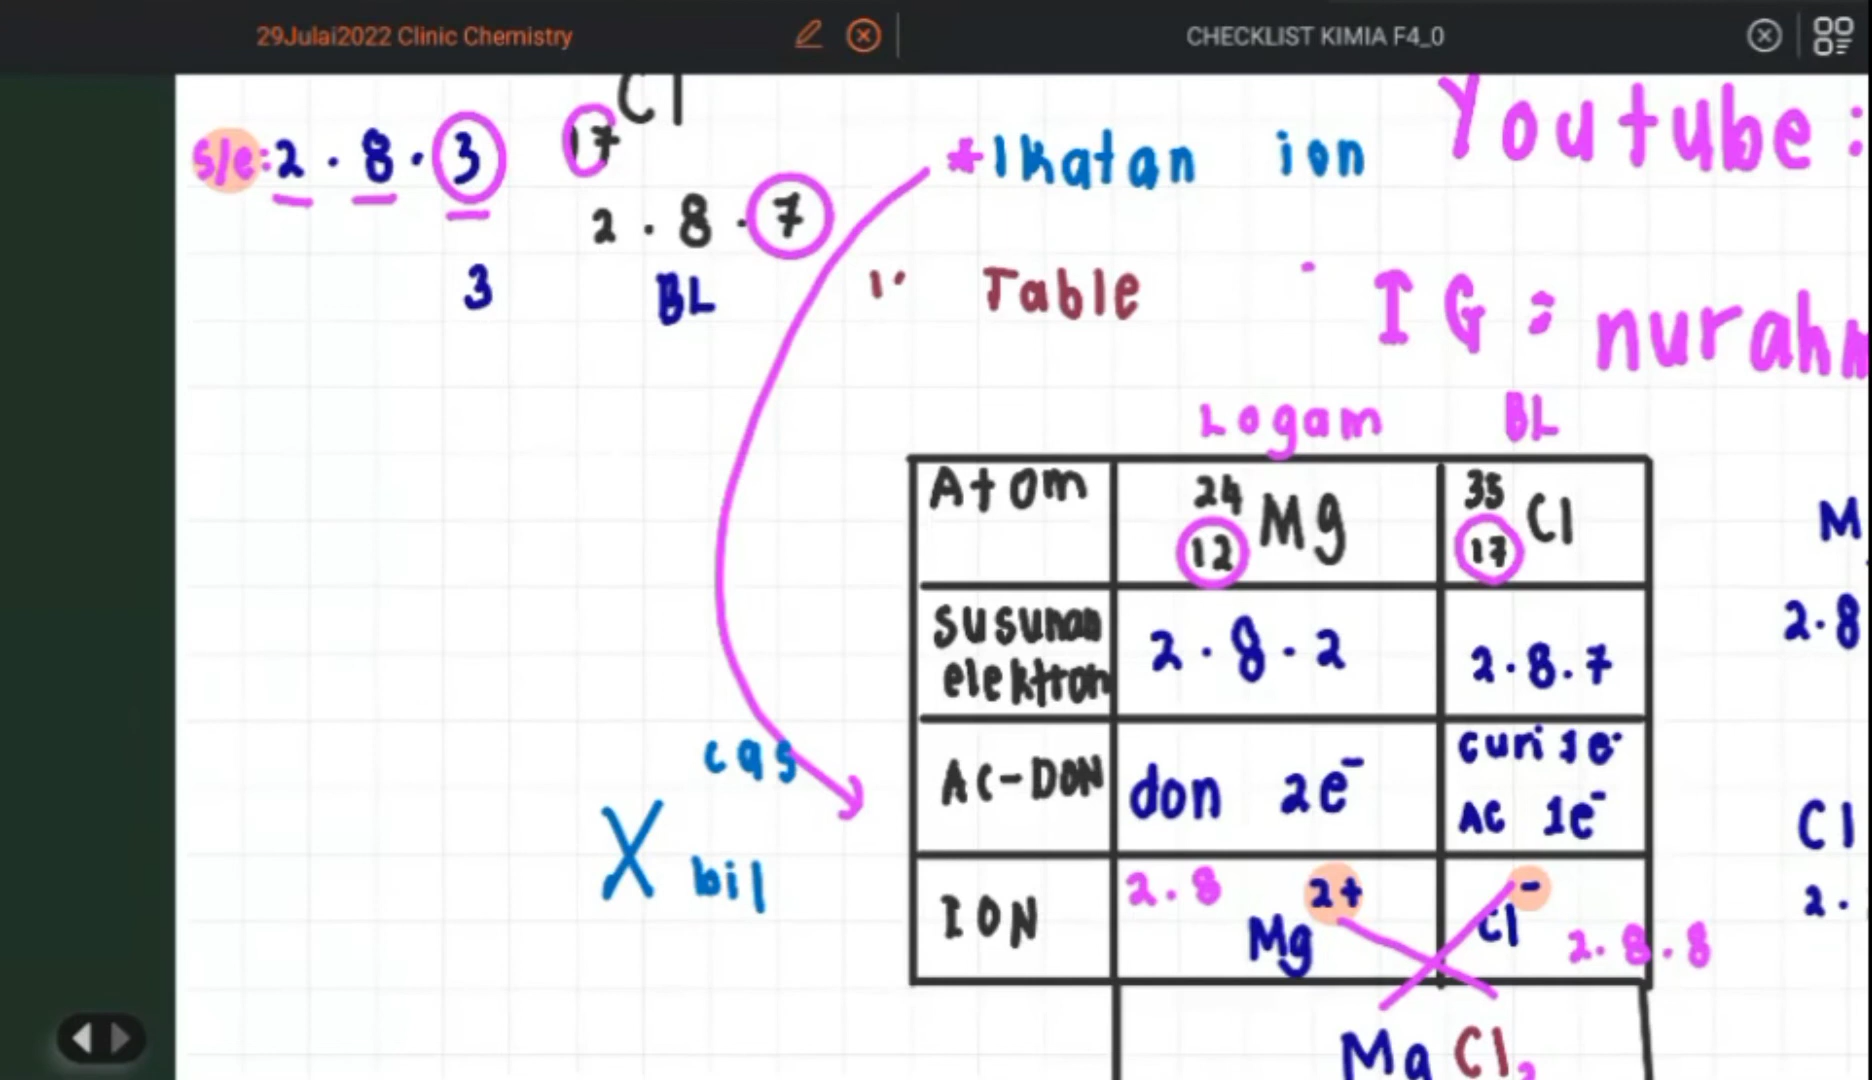 29Julai2022 Clinic Chemistry
CHECKLIST KIMIA F4_0
Cl
17
s/e: 2 . 8 . 3
2 . 8 . 7
3
BL
* Ikatan ion
1. Table
Youtube :
IG : nurah
Logam
BL
Atom
24
12
Mg
35
17
Cl
susunan
elektron
2 . 8 . 2
2 . 8 . 7
AC-DON
don 2e⁻
curi 1e⁻
AC 1e⁻
ION
2 . 8
Mg 2+
Cl -
2 . 8 . 8
Mg Cl₂
cas
X bil
M
2 . 8
Cl
2 .